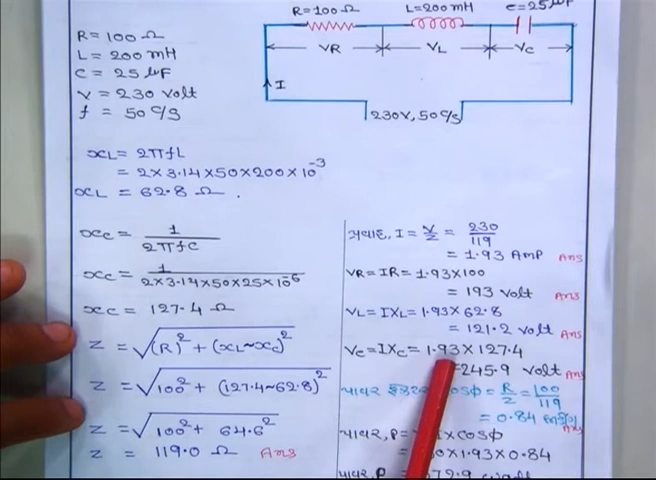 R=100Ω L=200mH C=25μF
R = 100 Ω
L = 200 mH
C = 25 μF
V = 230 Volt
f = 50 C/S
VR VL VC
I
230V, 50C/S
xL = 2πfL
= 2×3.14×50×200×10⁻³
xL = 62.8 Ω .
xc = 1/2πfC
xc = 1/2×3.14×50×25×10⁻⁶
xc = 127.4 Ω
Z = √(R)² + (xL~xc)²
Z = √100² + (127.4~62.8)²
Z = √100² + 64.6²
Z = 119.0 Ω Ans
પ્રવાહ, I = V/Z = 230/119
= 1.93 Amp Ans
VR = IR = 1.93×100
= 193 Volt Ans
VL = IXL = 1.93×62.8
= 121.2 Volt Ans
Vc = IXc = 1.93×127.4
=245.9 Volt Ans
પાવર cosϕ = R/Z = 100/119
= 0.84 Ans
પાવર, P= ×cosϕ
×1.93×0.84
પાવર, P